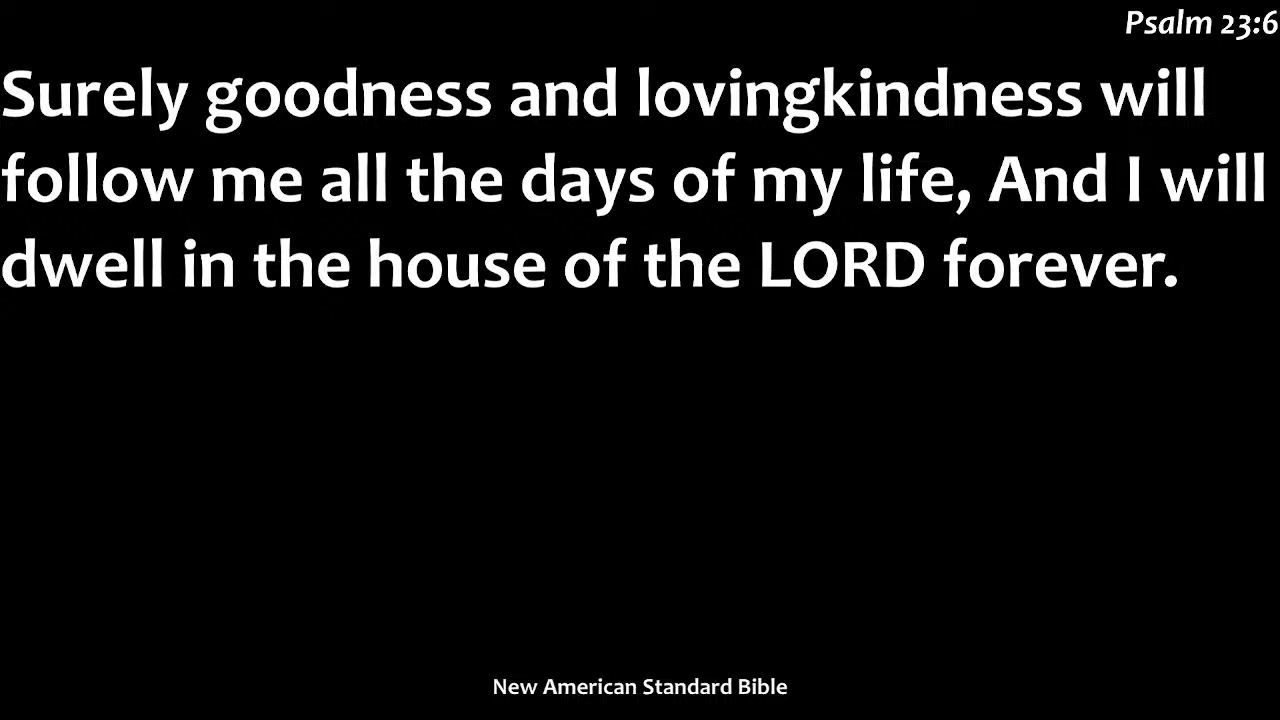 Psalm 23:6
Surely goodness and lovingkindness will
follow me all the days of my life, And I will
dwell in the house of the LORD forever.
New American Standard Bible